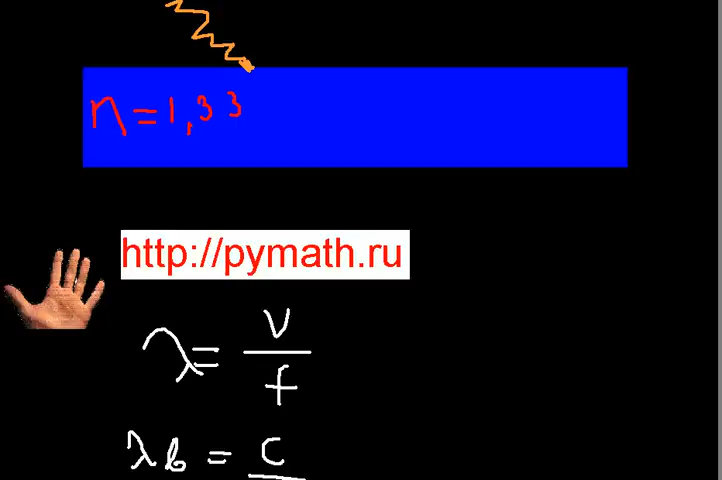 n=1,33
http://pymath.ru
λ = v
f
λв = c